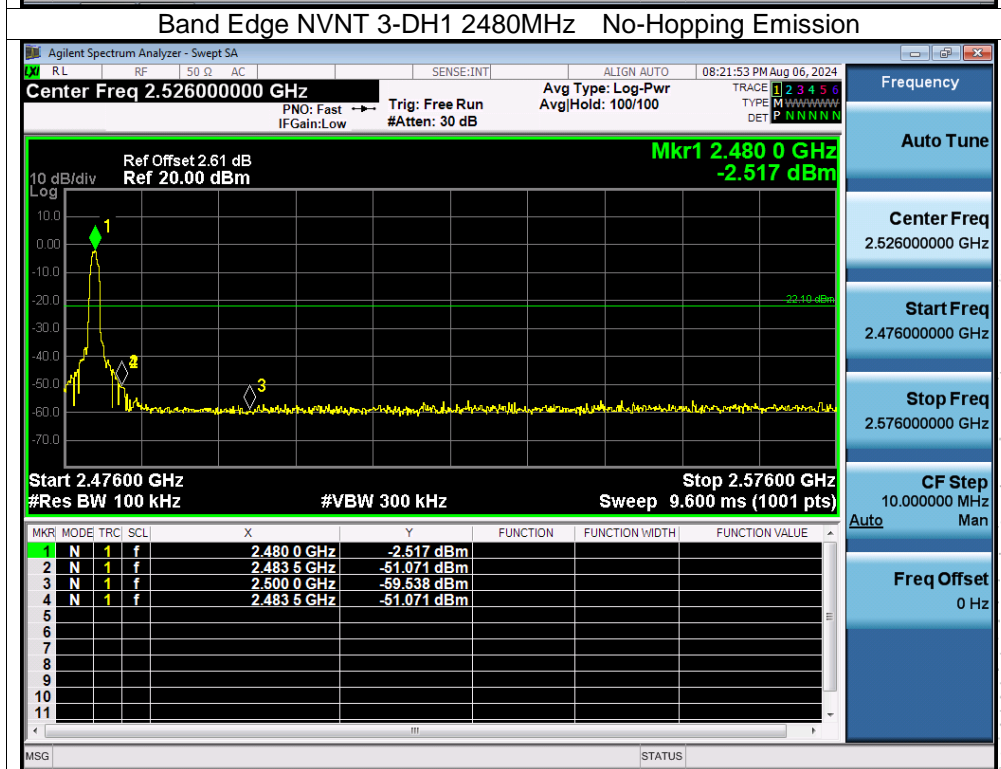 Band Edge NVNT 3-DH1 2480MHz No-Hopping Emission
Agilent Spectrum Analyzer - Swept SA
LXI RL RF 50 Ω AC SENSE:INT ALIGN AUTO 08:21:53 PM Aug 06, 2024
Center Freq 2.526000000 GHz
PNO: Fast
IFGain:Low
Trig: Free Run
#Atten: 30 dB
Avg Type: Log-Pwr
Avg|Hold: 100/100
TRACE 1 2 3 4 5 6
TYPE M WWWWW
DET P N N N N N
Mkr1 2.480 0 GHz
-2.517 dBm
Ref Offset 2.61 dB
10 dB/div Ref 20.00 dBm
Log
10.0
0.00
-10.0
-20.0
-30.0
-40.0
-50.0
-60.0
-70.0
1
2
3
-22.10 dBm
Start 2.47600 GHz Stop 2.57600 GHz
#Res BW 100 kHz #VBW 300 kHz Sweep 9.600 ms (1001 pts)
MKR MODE TRC SCL X Y FUNCTION FUNCTION WIDTH FUNCTION VALUE
1 N 1 f 2.480 0 GHz -2.517 dBm
2 N 1 f 2.483 5 GHz -51.071 dBm
3 N 1 f 2.500 0 GHz -59.538 dBm
4 N 1 f 2.483 5 GHz -51.071 dBm
5
6
7
8
9
10
11
MSG STATUS
Frequency
Auto Tune
Center Freq
2.526000000 GHz
Start Freq
2.476000000 GHz
Stop Freq
2.576000000 GHz
CF Step
10.000000 MHz
Auto Man
Freq Offset
0 Hz